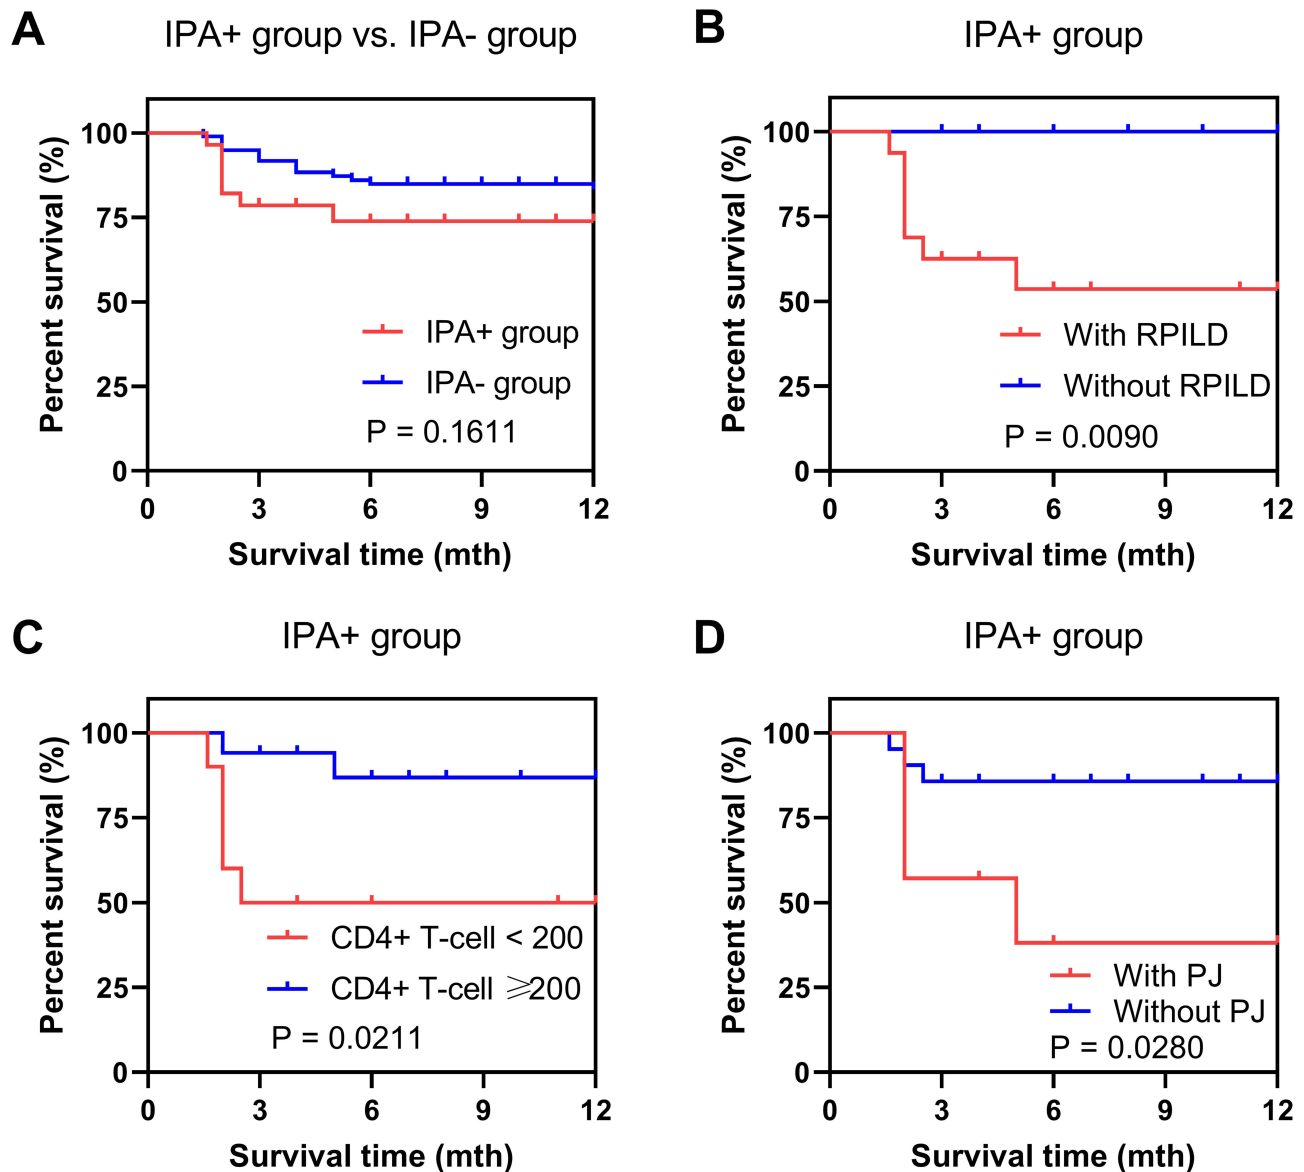 A
IPA+ group vs. IPA- group
Percent survival (%)
100
75
50
25
0
IPA+ group
IPA- group
P = 0.1611
0 3 6 9 12
Survival time (mth)
B
IPA+ group
Percent survival (%)
100
75
50
25
0
With RPILD
Without RPILD
P = 0.0090
0 3 6 9 12
Survival time (mth)
C
IPA+ group
Percent survival (%)
100
75
50
25
0
CD4+ T-cell < 200
CD4+ T-cell ⩾200
P = 0.0211
0 3 6 9 12
Survival time (mth)
D
IPA+ group
Percent survival (%)
100
75
50
25
0
With PJ
Without PJ
P = 0.0280
0 3 6 9 12
Survival time (mth)